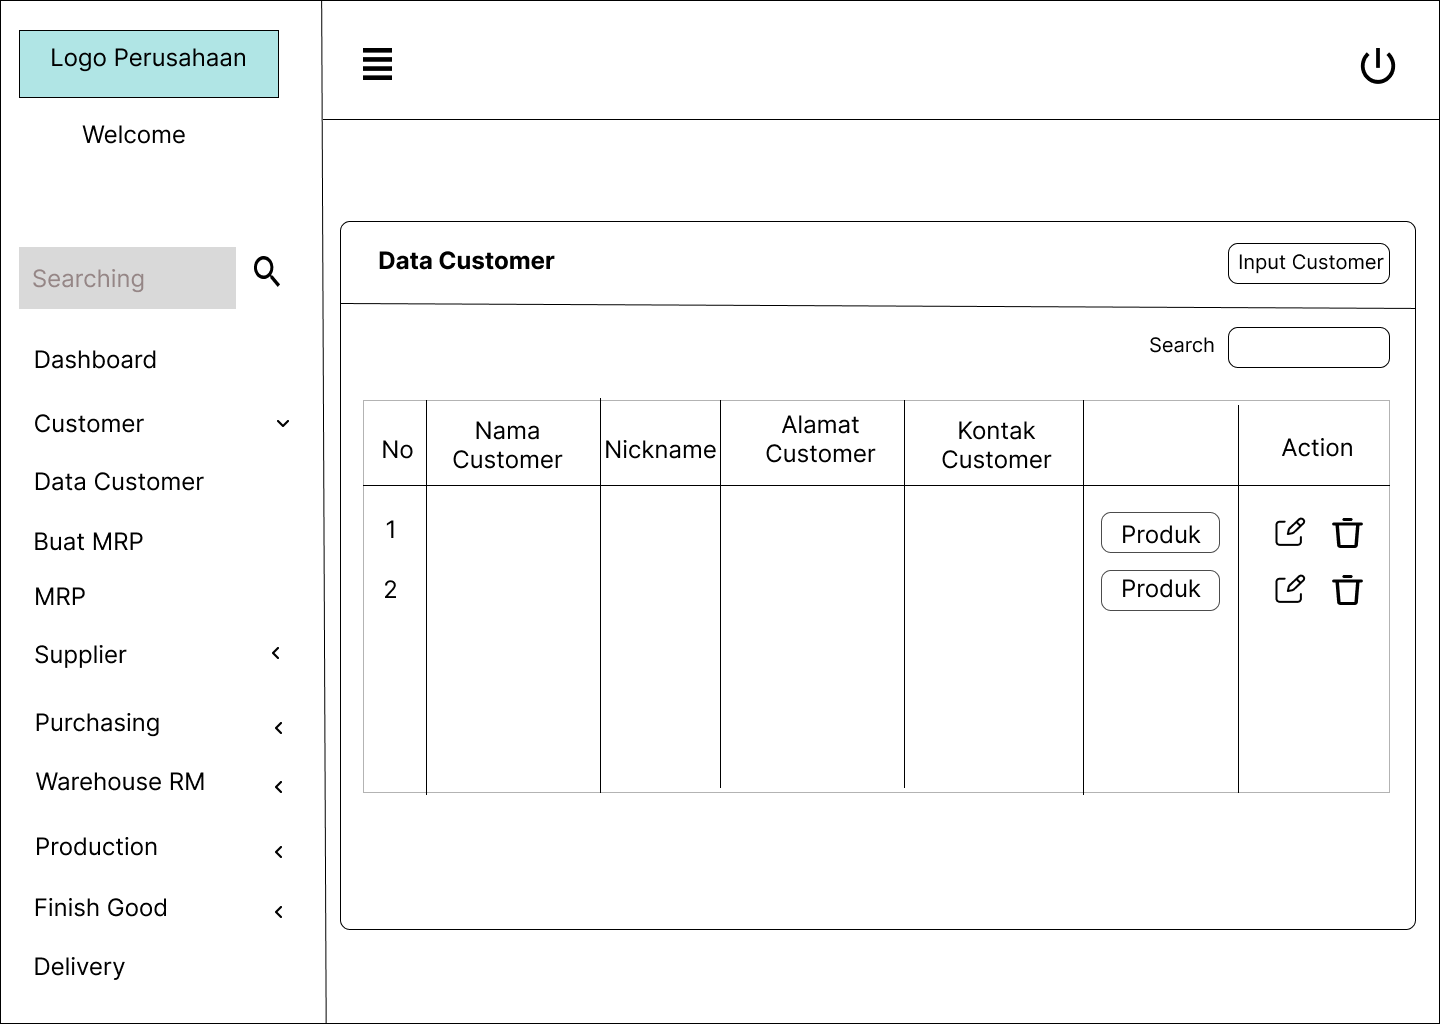 Logo Perusahaan
Welcome
Searching
Dashboard
Customer
Data Customer
Buat MRP
MRP
Supplier
Purchasing
Warehouse RM
Production
Finish Good
Delivery
Data Customer
Input Customer
Search
No
Nama
Customer
Nickname
Alamat
Customer
Kontak
Customer
Action
1
Produk
2
Produk